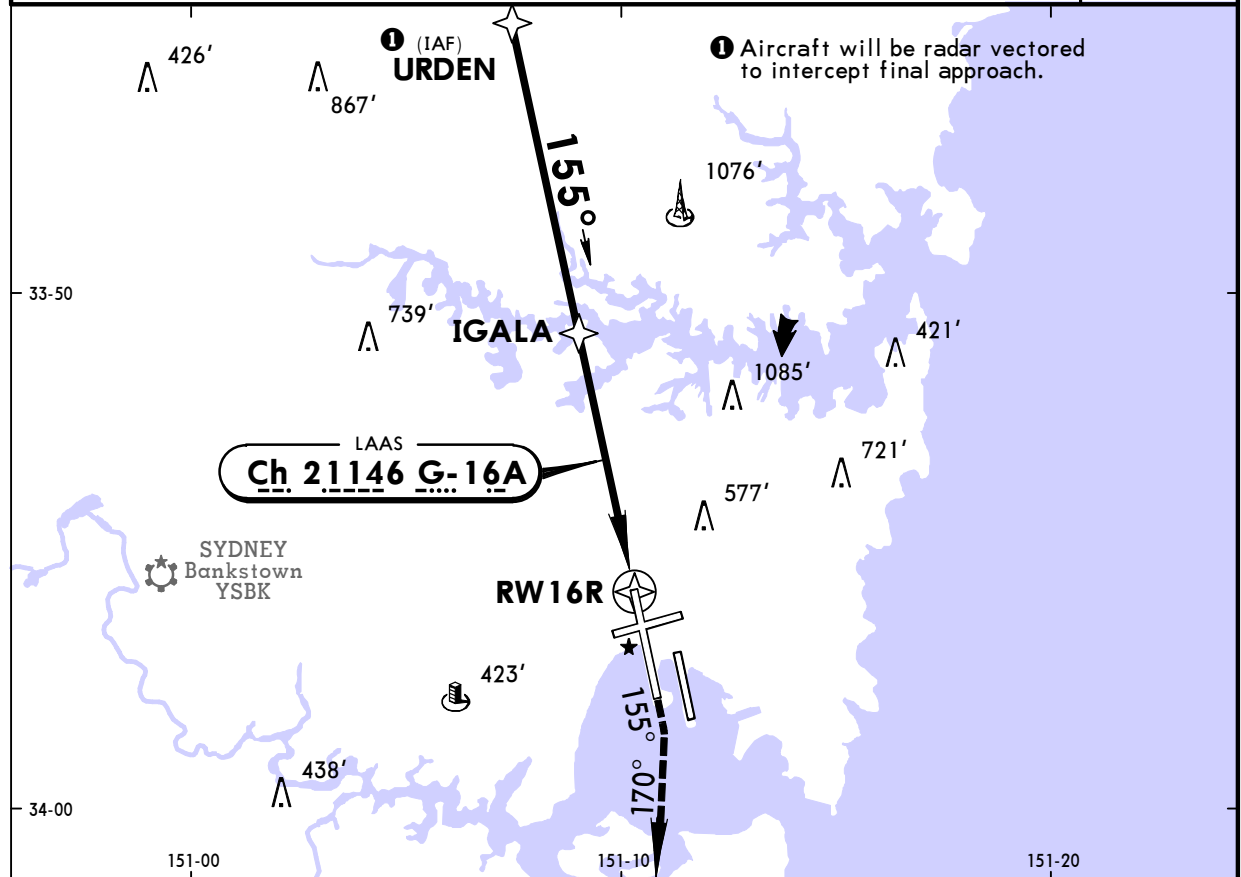 ❶ (IAF)
URDEN
❶ Aircraft will be radar vectored
to intercept final approach.
426'
867'
155°
1076'
33-50
739'
IGALA
421'
1085'
LAAS
Ch 21146 G-16A
721'
577'
SYDNEY
Bankstown
YSBK
RW16R
423'
155°
170°
438'
34-00
151-00
151-10
151-20